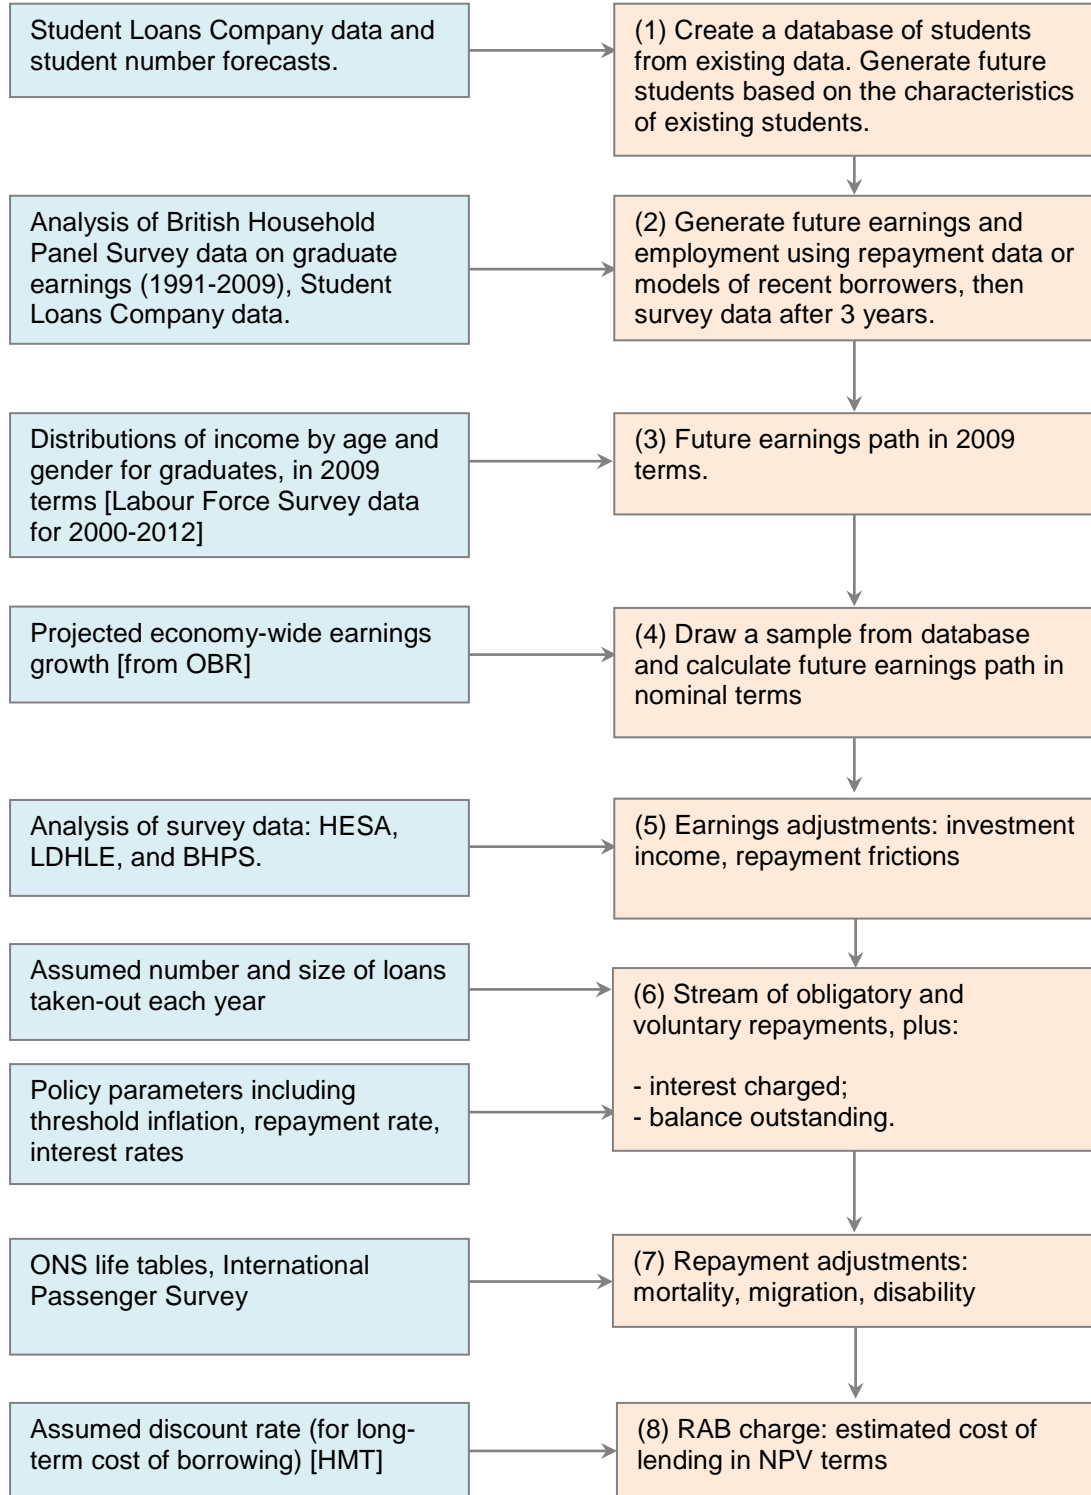 Student Loans Company data and
student number forecasts.
(1) Create a database of students
from existing data. Generate future
students based on the characteristics
of existing students.
Analysis of British Household
Panel Survey data on graduate
earnings (1991-2009), Student
Loans Company data.
(2) Generate future earnings and
employment using repayment data or
models of recent borrowers, then
survey data after 3 years.
Distributions of income by age and
gender for graduates, in 2009
terms [Labour Force Survey data
for 2000-2012]
(3) Future earnings path in 2009
terms.
Projected economy-wide earnings
growth [from OBR]
(4) Draw a sample from database
and calculate future earnings path in
nominal terms
Analysis of survey data: HESA,
LDHLE, and BHPS.
(5) Earnings adjustments: investment
income, repayment frictions
Assumed number and size of loans
taken-out each year
Policy parameters including
threshold inflation, repayment rate,
interest rates
(6) Stream of obligatory and
voluntary repayments, plus:
- interest charged;
- balance outstanding.
ONS life tables, International
Passenger Survey
(7) Repayment adjustments:
mortality, migration, disability
Assumed discount rate (for long-
term cost of borrowing) [HMT]
(8) RAB charge: estimated cost of
lending in NPV terms